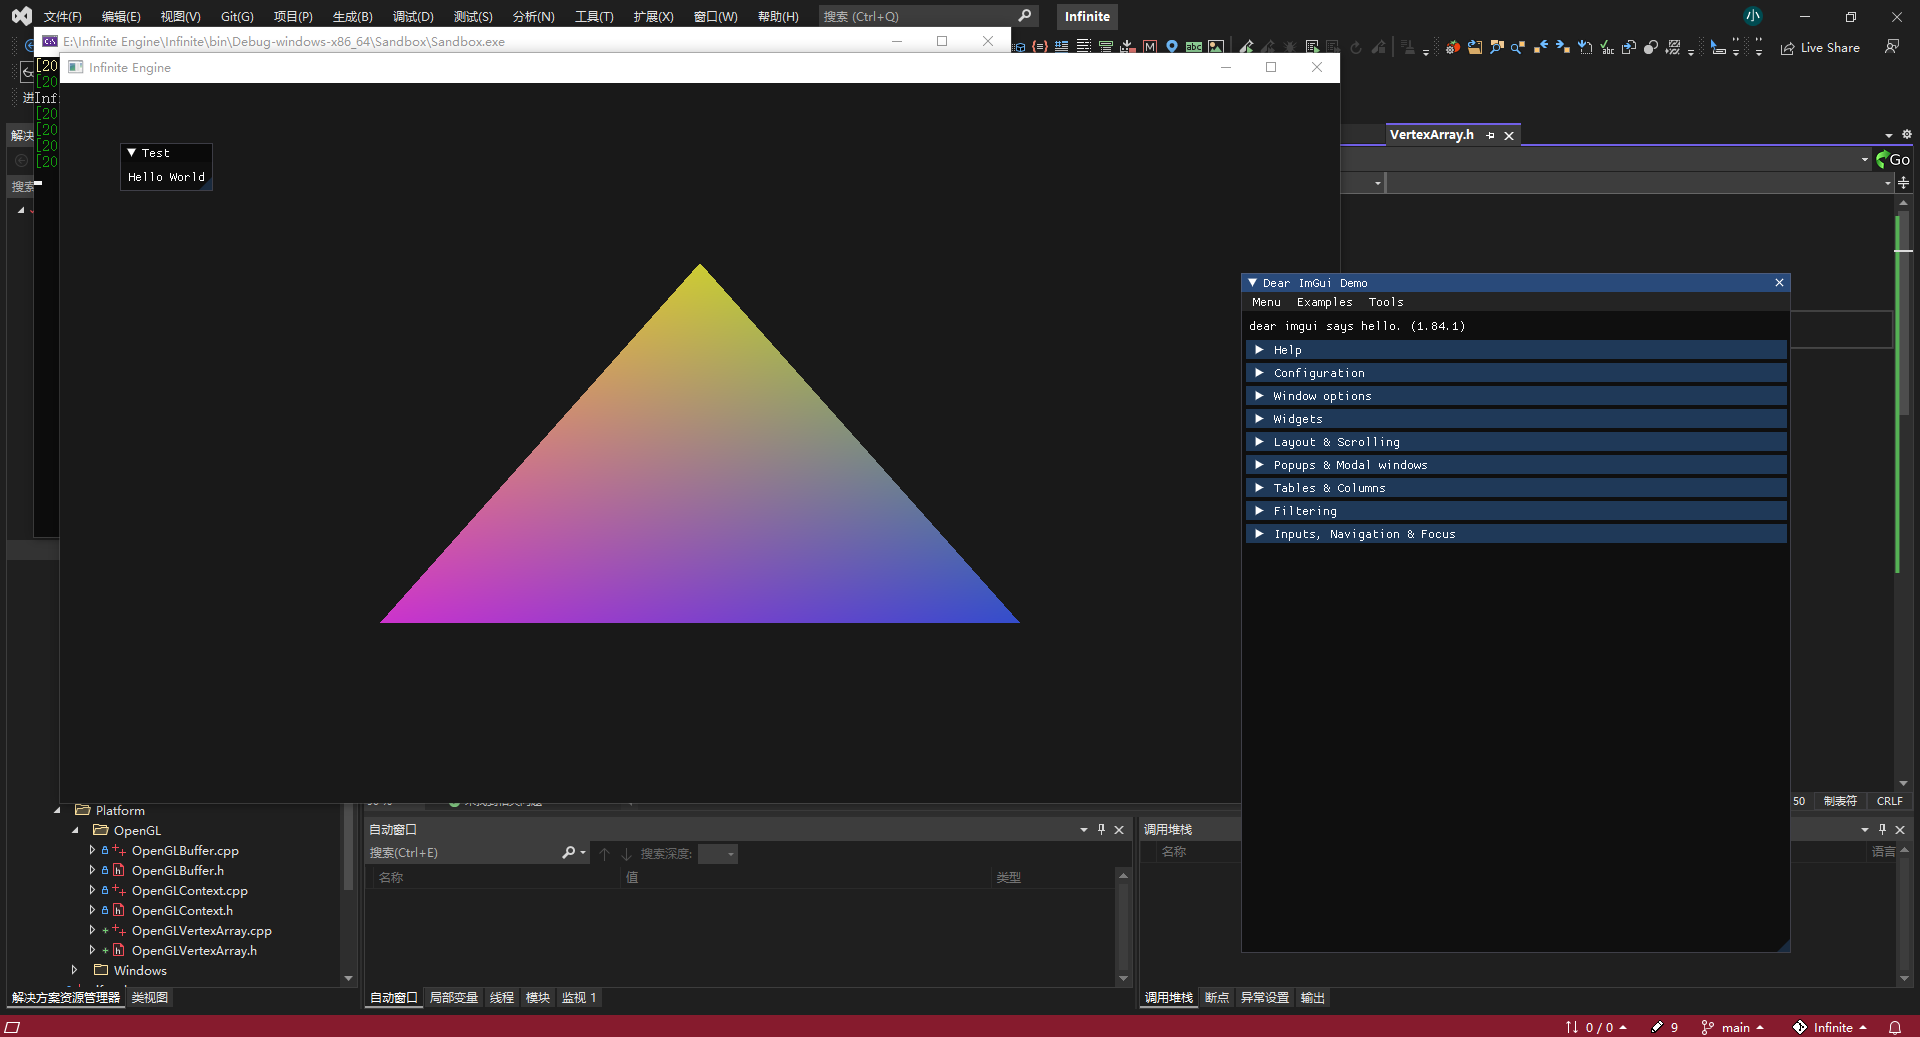 文件(F) 编辑(E) 视图(V) Git(G) 项目(P) 生成(B) 调试(D) 测试(S) 分析(N) 工具(T) 扩展(X) 窗口(W) 帮助(H) 搜索 (Ctrl+Q) Infinite 小
E:\Infinite Engine\Infinite\bin\Debug-windows-x86_64\Sandbox\Sandbox.exe
Live Share
Infinite Engine
[20
[20
进
Inf
[20
[20
[20
[20
解决
搜索
VertexArray.h
Go
Test
Hello World
Dear ImGui Demo
Menu Examples Tools
dear imgui says hello. (1.84.1)
Help
Configuration
Window options
Widgets
Layout & Scrolling
Popups & Modal windows
Tables & Columns
Filtering
Inputs, Navigation & Focus
50 制表符 CRLF
Platform
OpenGL
OpenGLBuffer.cpp
OpenGLBuffer.h
OpenGLContext.cpp
OpenGLContext.h
OpenGLVertexArray.cpp
OpenGLVertexArray.h
Windows
解决方案资源管理器 类视图
自动窗口
搜索(Ctrl+E) 搜索深度:
名称 值 类型
自动窗口 局部变量 线程 模块 监视 1
调用堆栈
名称 语言
调用堆栈 断点 异常设置 输出
0 / 0 9 main Infinite